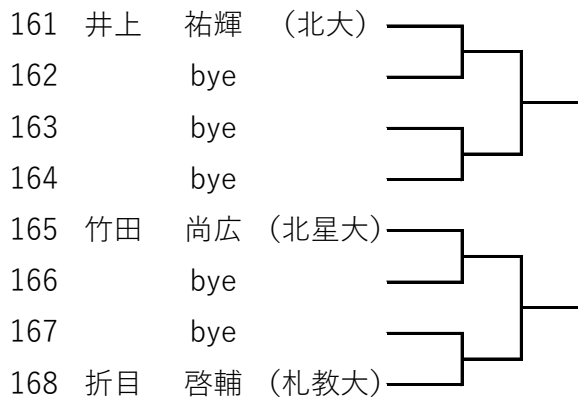 161 井上 祐輝 （北大）
162 bye
163 bye
164 bye
165 竹田 尚広 （北星大）
166 bye
167 bye
168 折目 啓輔 （札教大）